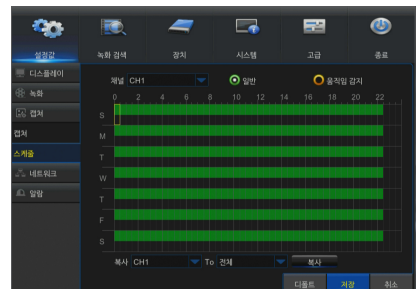 설정값 녹화 검색 장치 시스템 고급 종료
디스플레이
녹화
캡쳐
캡쳐
스케줄
네트워크
알람
채널 CH1 일반 움직임 감지
0 2 4 6 8 10 12 14 16 18 20 22
S
M
T
W
T
F
S
복사 CH1 To 전체 복사
디폴트 저장 취소